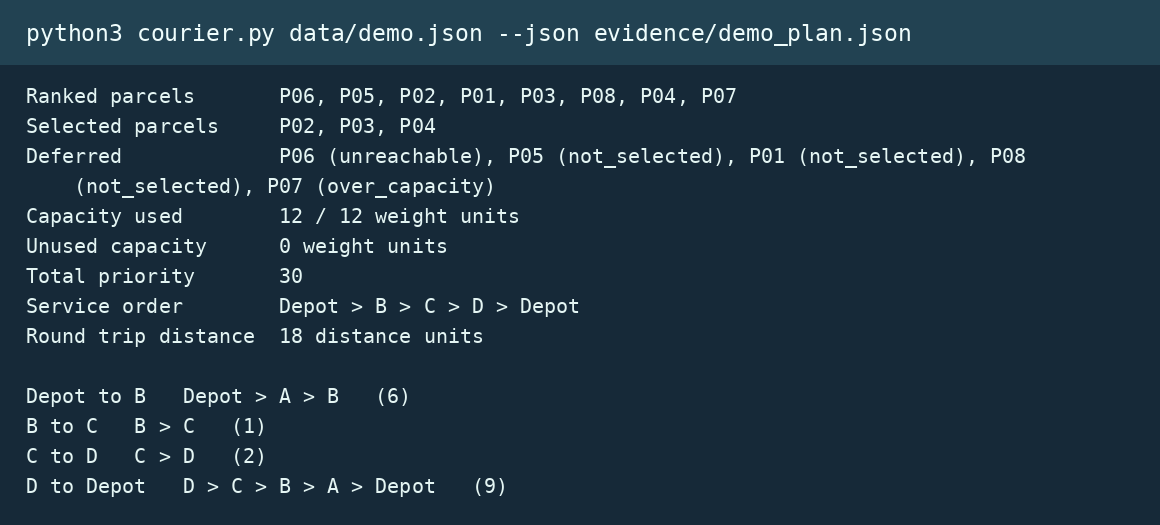 python3 courier.py data/demo.json --json evidence/demo_plan.json
Ranked parcels       P06, P05, P02, P01, P03, P08, P04, P07
Selected parcels     P02, P03, P04
Deferred             P06 (unreachable), P05 (not_selected), P01 (not_selected), P08
    (not_selected), P07 (over_capacity)
Capacity used        12 / 12 weight units
Unused capacity      0 weight units
Total priority       30
Service order        Depot > B > C > D > Depot
Round trip distance  18 distance units
Depot to B   Depot > A > B   (6)
B to C   B > C   (1)
C to D   C > D   (2)
D to Depot   D > C > B > A > Depot   (9)